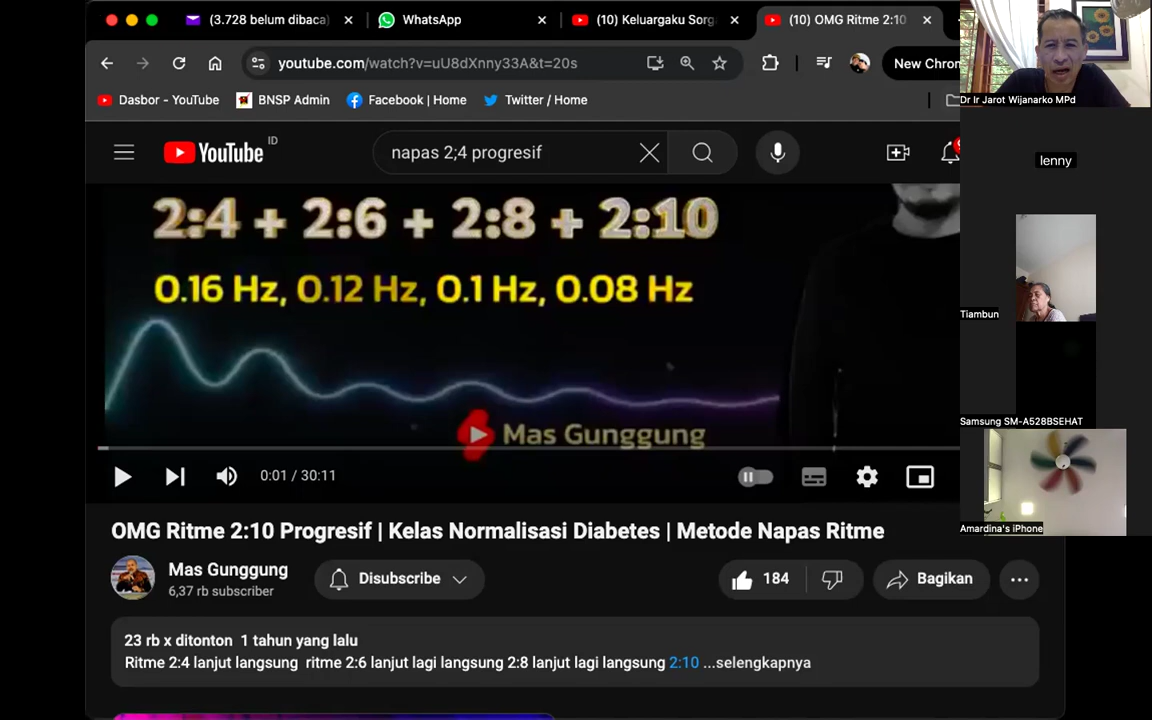 (3.728 belum dibaca)
WhatsApp
(10) Keluargaku Sorg
(10) OMG Ritme 2:10
youtube.com/watch?v=uU8dXnny33A&t=20s
New Chron
Dasbor - YouTube
BNSP Admin
Facebook | Home
Twitter / Home
YouTube ID
napas 2;4 progresif
2:4 + 2:6 + 2:8 + 2:10
0.16 Hz, 0.12 Hz, 0.1 Hz, 0.08 Hz
Mas Gunggung
0:01 / 30:11
OMG Ritme 2:10 Progresif | Kelas Normalisasi Diabetes | Metode Napas Ritme
Mas Gunggung
6,37 rb subscriber
Disubscribe
184
Bagikan
23 rb x ditonton 1 tahun yang lalu
Ritme 2:4 lanjut langsung ritme 2:6 lanjut lagi langsung 2:8 lanjut lagi langsung 2:10 ...selengkapnya
Dr Ir Jarot Wijanarko MPd
lenny
Tiambun
Samsung SM-A528BSEHAT
Amardina's iPhone